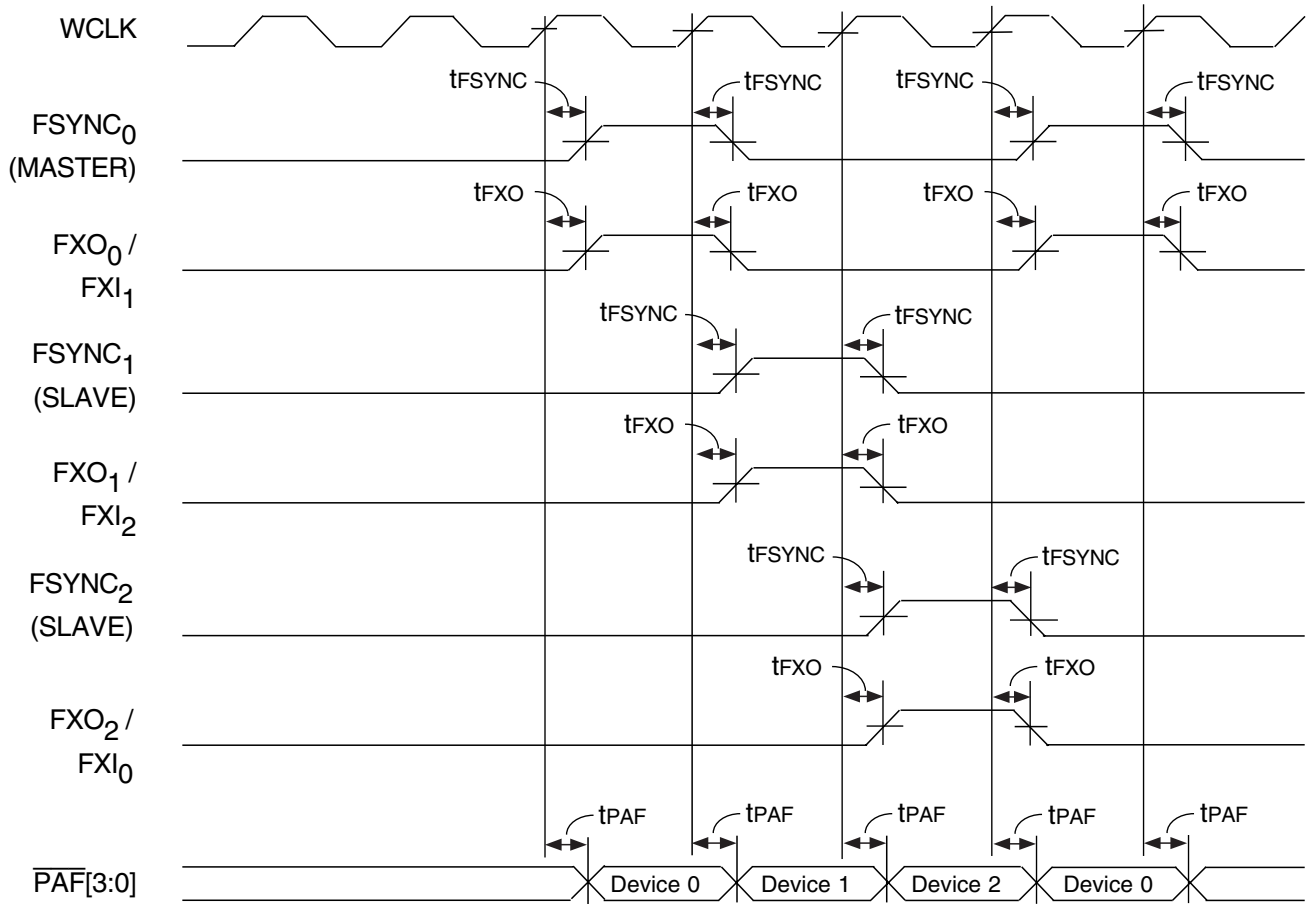 WCLK
tFSYNC tFSYNC tFSYNC tFSYNC
FSYNC0
(MASTER)
tFXO tFXO tFXO tFXO
FXO0 /
FXI1
tFSYNC tFSYNC
FSYNC1
(SLAVE)
tFXO tFXO
FXO1 /
FXI2
tFSYNC tFSYNC
FSYNC2
(SLAVE)
tFXO tFXO
FXO2 /
FXI0
tPAF tPAF tPAF tPAF tPAF
PAF[3:0] Device 0 Device 1 Device 2 Device 0